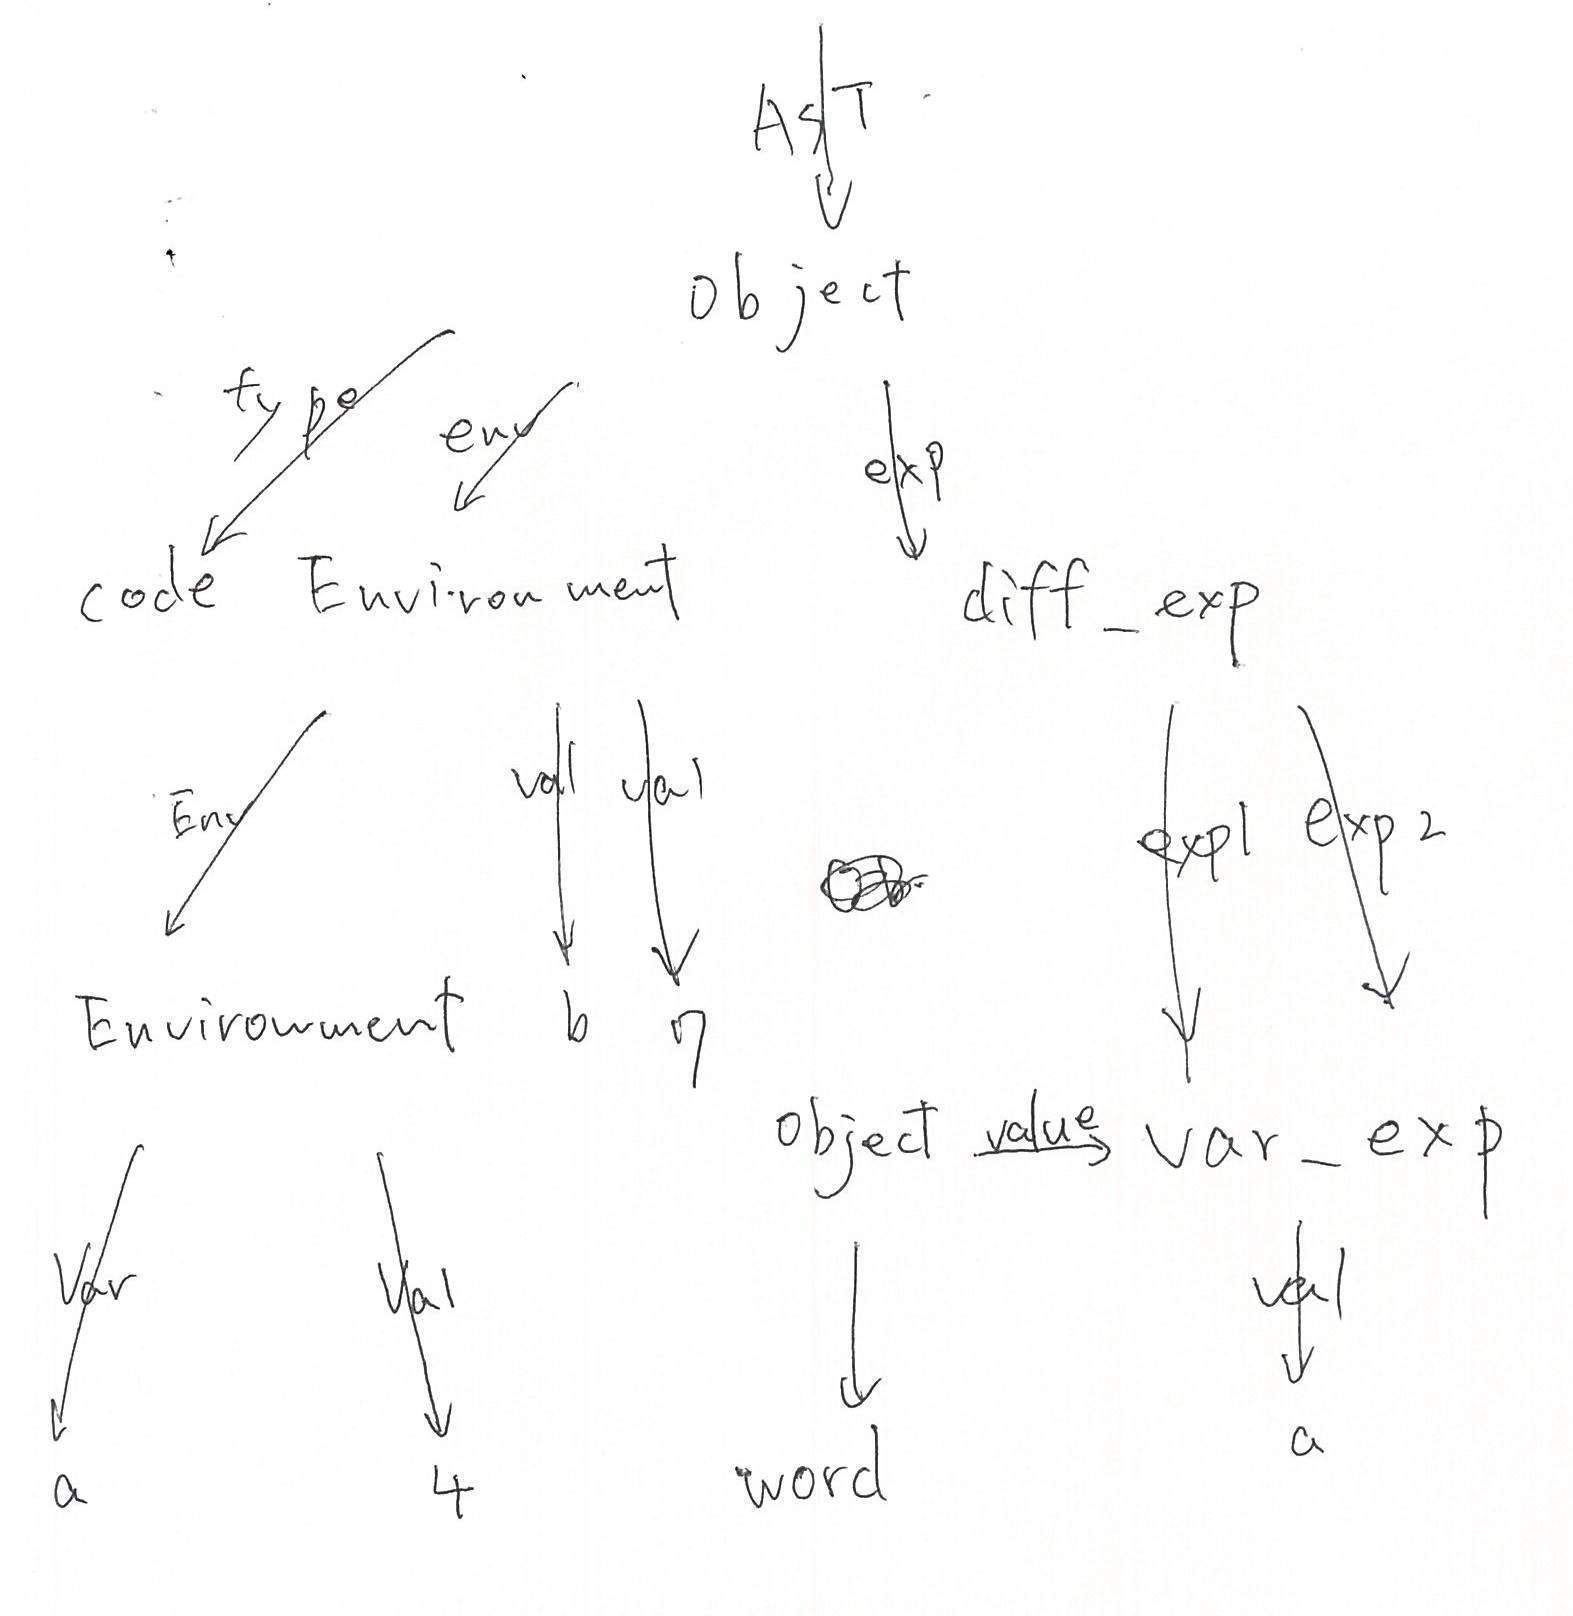 AST
Object
type
env
exp
code Environment diff_exp
Env val val exp1 exp2
Environment b 7
object value var_exp
Var Val val
a 4 word a